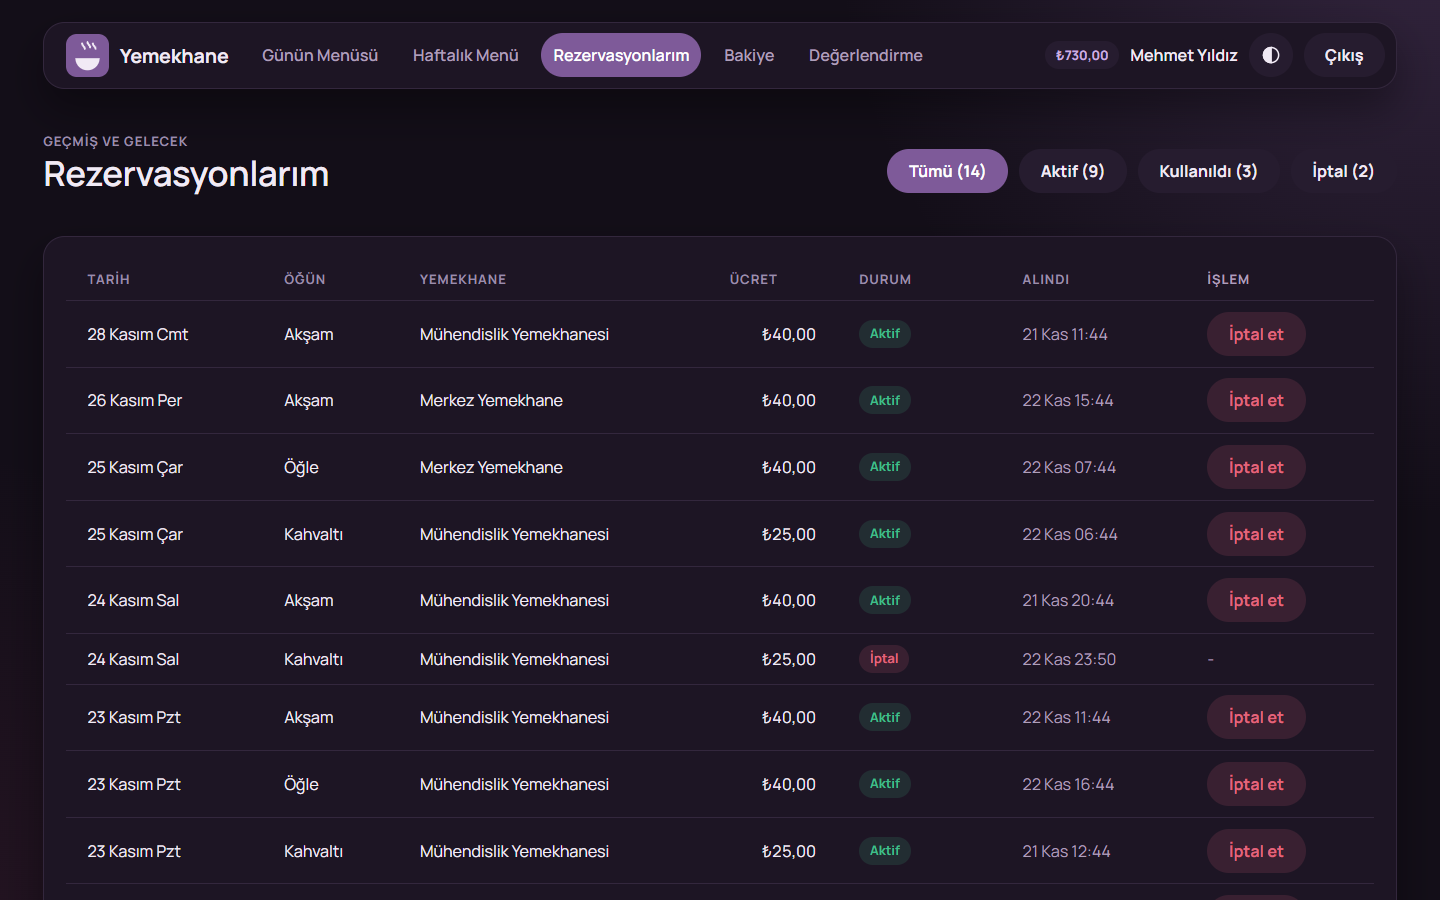 Yemekhane Günün Menüsü Haftalık Menü Rezervasyonlarım Bakiye Değerlendirme ₺730,00 Mehmet Yıldız Çıkış
GEÇMİŞ VE GELECEK
Rezervasyonlarım
Tümü (14) Aktif (9) Kullanıldı (3) İptal (2)
TARİH ÖĞÜN YEMEKHANE ÜCRET DURUM ALINDI İŞLEM
28 Kasım Cmt Akşam Mühendislik Yemekhanesi ₺40,00 Aktif 21 Kas 11:44 İptal et
26 Kasım Per Akşam Merkez Yemekhane ₺40,00 Aktif 22 Kas 15:44 İptal et
25 Kasım Çar Öğle Merkez Yemekhane ₺40,00 Aktif 22 Kas 07:44 İptal et
25 Kasım Çar Kahvaltı Mühendislik Yemekhanesi ₺25,00 Aktif 22 Kas 06:44 İptal et
24 Kasım Sal Akşam Mühendislik Yemekhanesi ₺40,00 Aktif 21 Kas 20:44 İptal et
24 Kasım Sal Kahvaltı Mühendislik Yemekhanesi ₺25,00 İptal 22 Kas 23:50 -
23 Kasım Pzt Akşam Mühendislik Yemekhanesi ₺40,00 Aktif 22 Kas 11:44 İptal et
23 Kasım Pzt Öğle Mühendislik Yemekhanesi ₺40,00 Aktif 22 Kas 16:44 İptal et
23 Kasım Pzt Kahvaltı Mühendislik Yemekhanesi ₺25,00 Aktif 21 Kas 12:44 İptal et